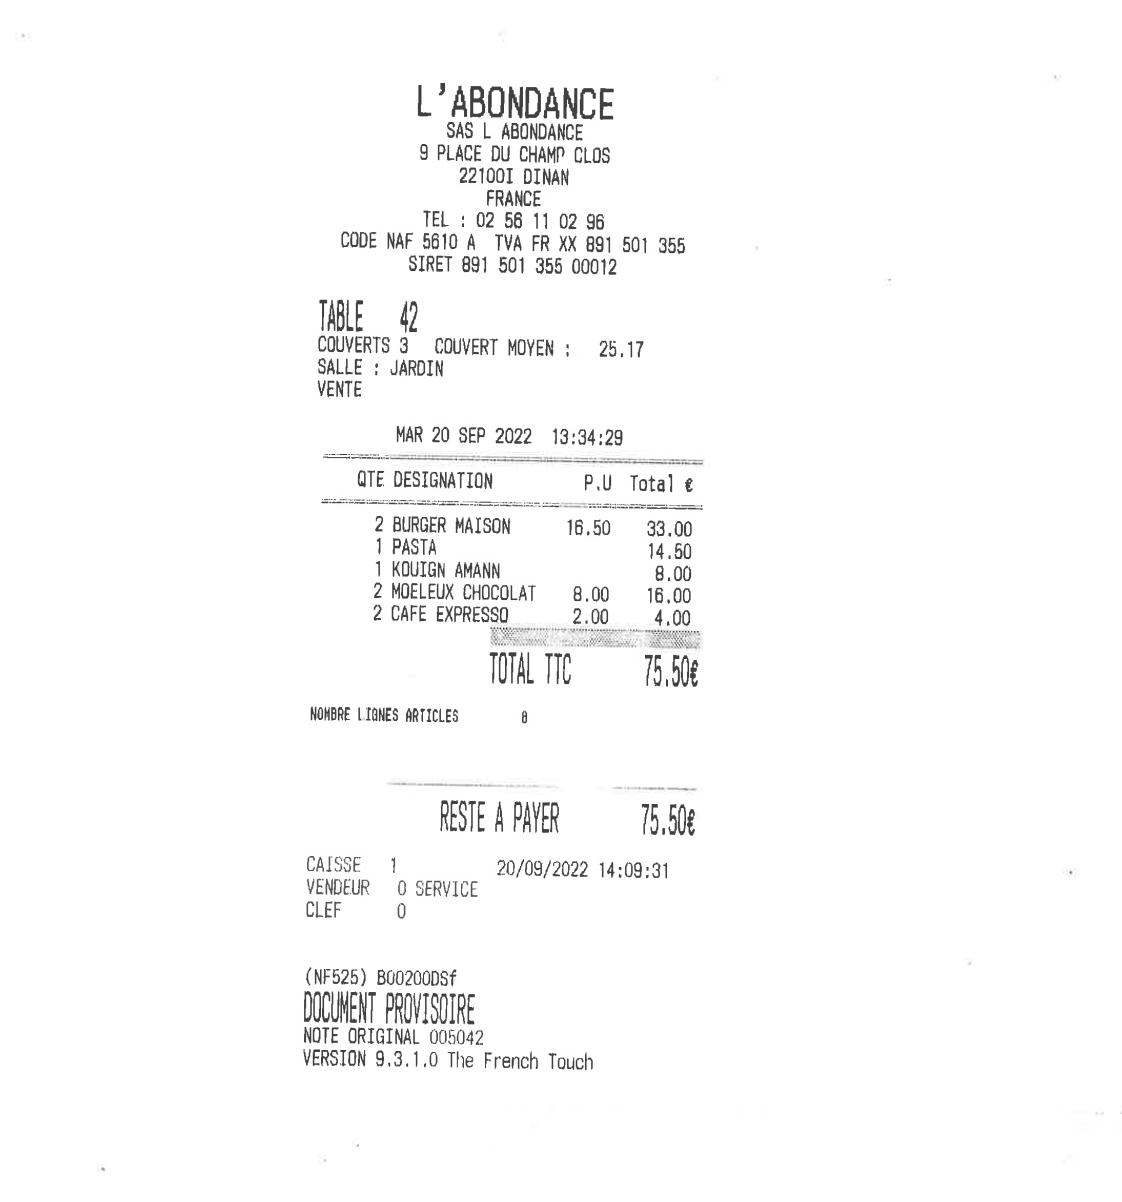 L'ABONDANCE
SAS L ABONDANCE
9 PLACE DU CHAMP CLOS
22100I DINAN
FRANCE
TEL : 02 56 11 02 96
CODE NAF 5610 A TVA FR XX 891 501 355
SIRET 891 501 355 00012
TABLE 42
COUVERTS 3 COUVERT MOYEN : 25.17
SALLE : JARDIN
VENTE
MAR 20 SEP 2022 13:34:29
QTE DESIGNATION P.U Total €
2 BURGER MAISON 16.50 33.00
1 PASTA 14.50
1 KOUIGN AMANN 8.00
2 MOELEUX CHOCOLAT 8.00 16.00
2 CAFE EXPRESSO 2.00 4.00
TOTAL TTC 75.50€
NOMBRE LIGNES ARTICLES 8
RESTE A PAYER 75.50€
CAISSE 1 20/09/2022 14:09:31
VENDEUR 0 SERVICE
CLEF 0
(NF525) B00200DSf
DOCUMENT PROVISOIRE
NOTE ORIGINAL 005042
VERSION 9.3.1.0 The French Touch